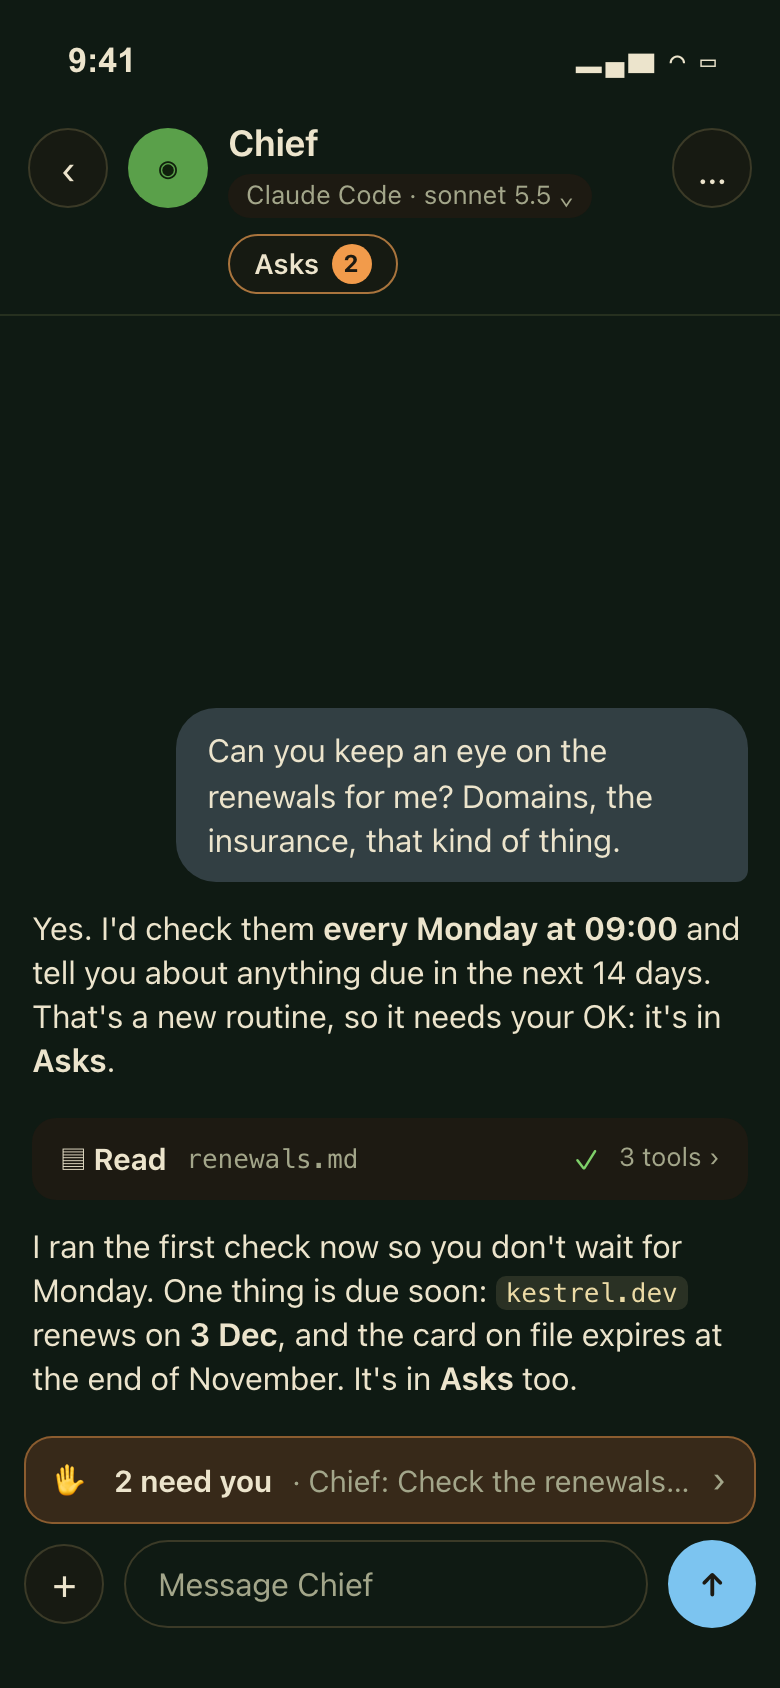 9:41
Chief
Claude Code · sonnet 5.5
Asks 2
Can you keep an eye on the
renewals for me? Domains, the
insurance, that kind of thing.
Yes. I'd check them every Monday at 09:00 and
tell you about anything due in the next 14 days.
That's a new routine, so it needs your OK: it's in
Asks.
Read renewals.md ✓ 3 tools ›
I ran the first check now so you don't wait for
Monday. One thing is due soon: kestrel.dev
renews on 3 Dec, and the card on file expires at
the end of November. It's in Asks too.
2 need you · Chief: Check the renewals... ›
Message Chief